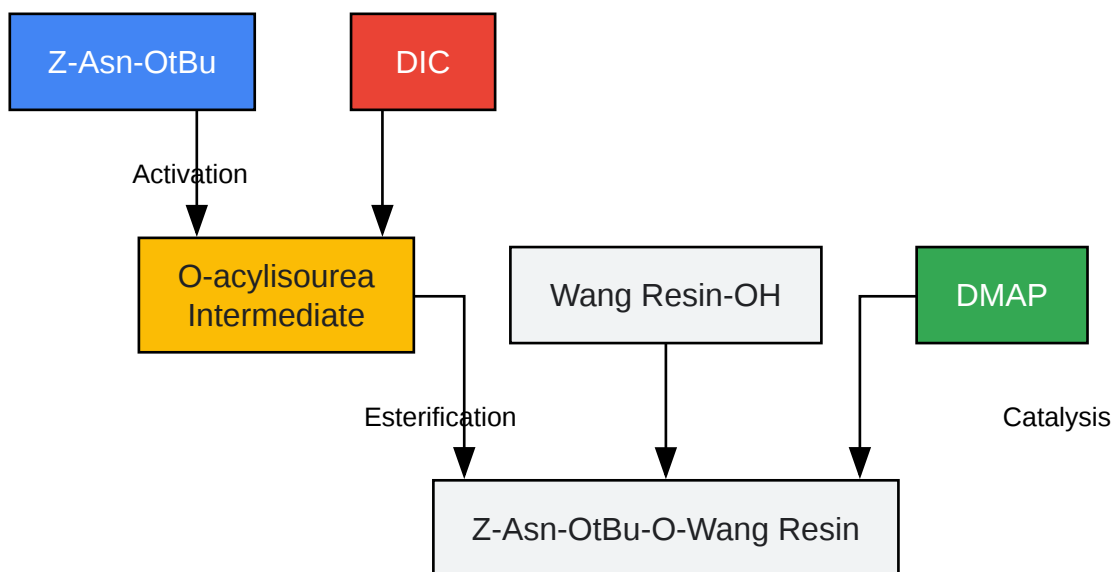 Z-Asn-OtBu
DIC
Activation
O-acylisourea
Intermediate
Wang Resin-OH
DMAP
Esterification
Catalysis
Z-Asn-OtBu-O-Wang Resin